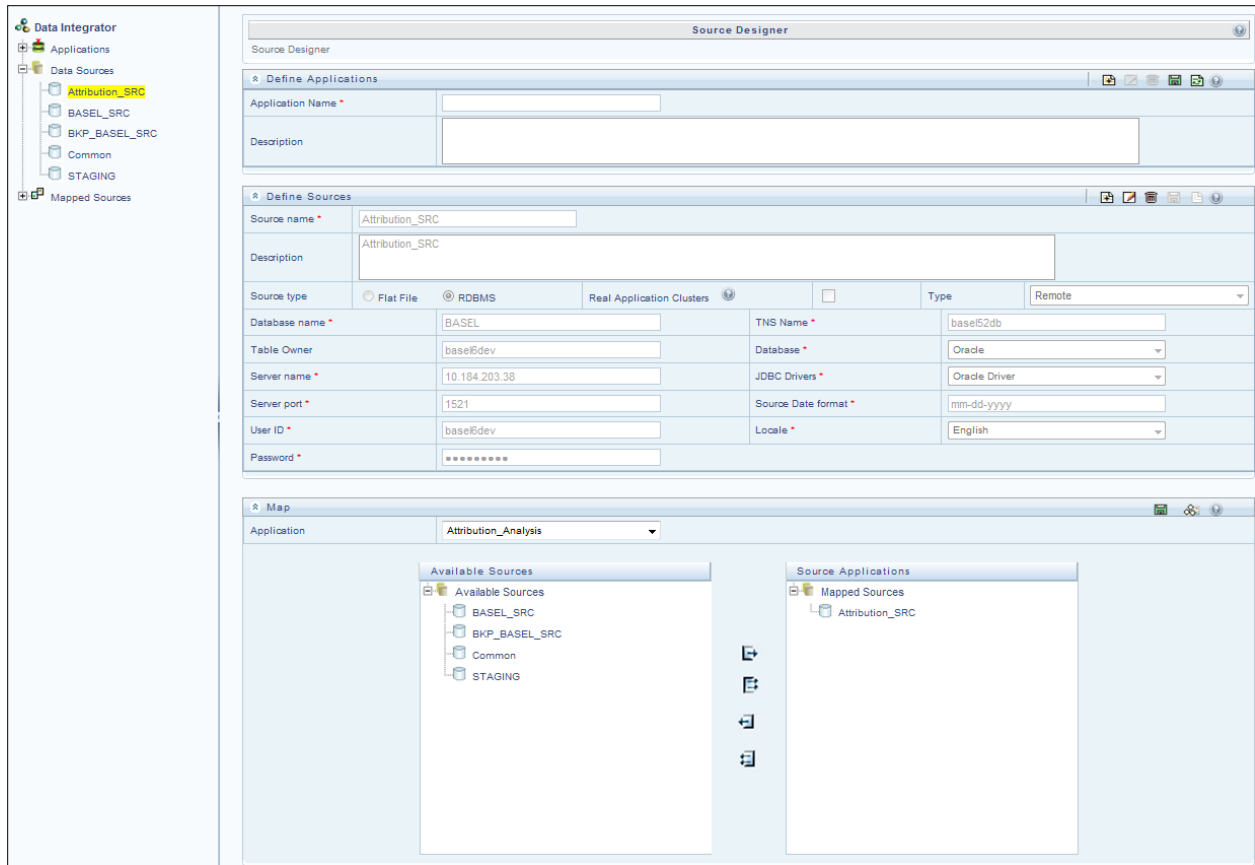 Data Integrator
Applications
Data Sources
Attribution_SRC
BASEL_SRC
BKP_BASEL_SRC
Common
STAGING
Mapped Sources
Source Designer
Source Designer
Define Applications
Application Name *
Description
Define Sources
Source name * Attribution_SRC
Description Attribution_SRC
Source type Flat File RDBMS Real Application Clusters Type Remote
Database name * BASEL TNS Name * basel52db
Table Owner basel6dev Database * Oracle
Server name * 10.184.203.38 JDBC Drivers * Oracle Driver
Server port * 1521 Source Date format * mm-dd-yyyy
User ID * basel6dev Locale * English
Password *
Map
Application Attribution_Analysis
Available Sources
Available Sources
BASEL_SRC
BKP_BASEL_SRC
Common
STAGING
Source Applications
Mapped Sources
Attribution_SRC